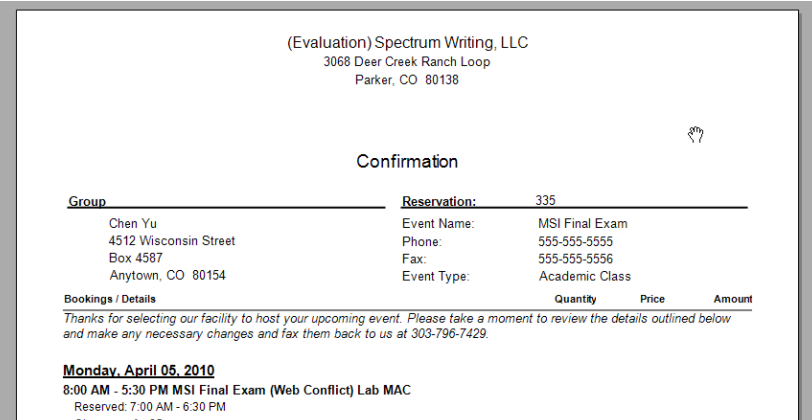 (Evaluation) Spectrum Writing, LLC
3068 Deer Creek Ranch Loop
Parker, CO 80138
Confirmation
Group Reservation: 335
Chen Yu Event Name: MSI Final Exam
4512 Wisconsin Street Phone: 555-555-5555
Box 4587 Fax: 555-555-5556
Anytown, CO 80154 Event Type: Academic Class
Bookings / Details Quantity Price Amount
Thanks for selecting our facility to host your upcoming event. Please take a moment to review the details outlined below
and make any necessary changes and fax them back to us at 303-796-7429.
Monday, April 05, 2010
8:00 AM - 5:30 PM MSI Final Exam (Web Conflict) Lab MAC
Reserved: 7:00 AM - 6:30 PM